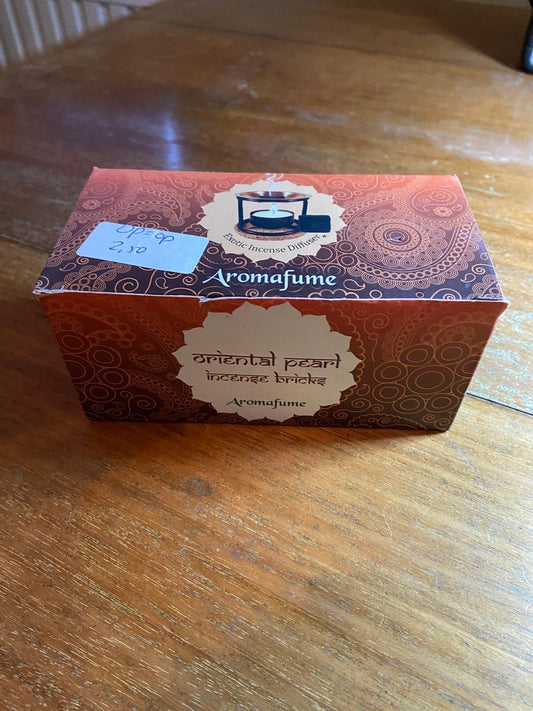 op=op
2,50
Exotic Incense Diffuser
Aromafume
oriental pearl
incense bricks
Aromafume